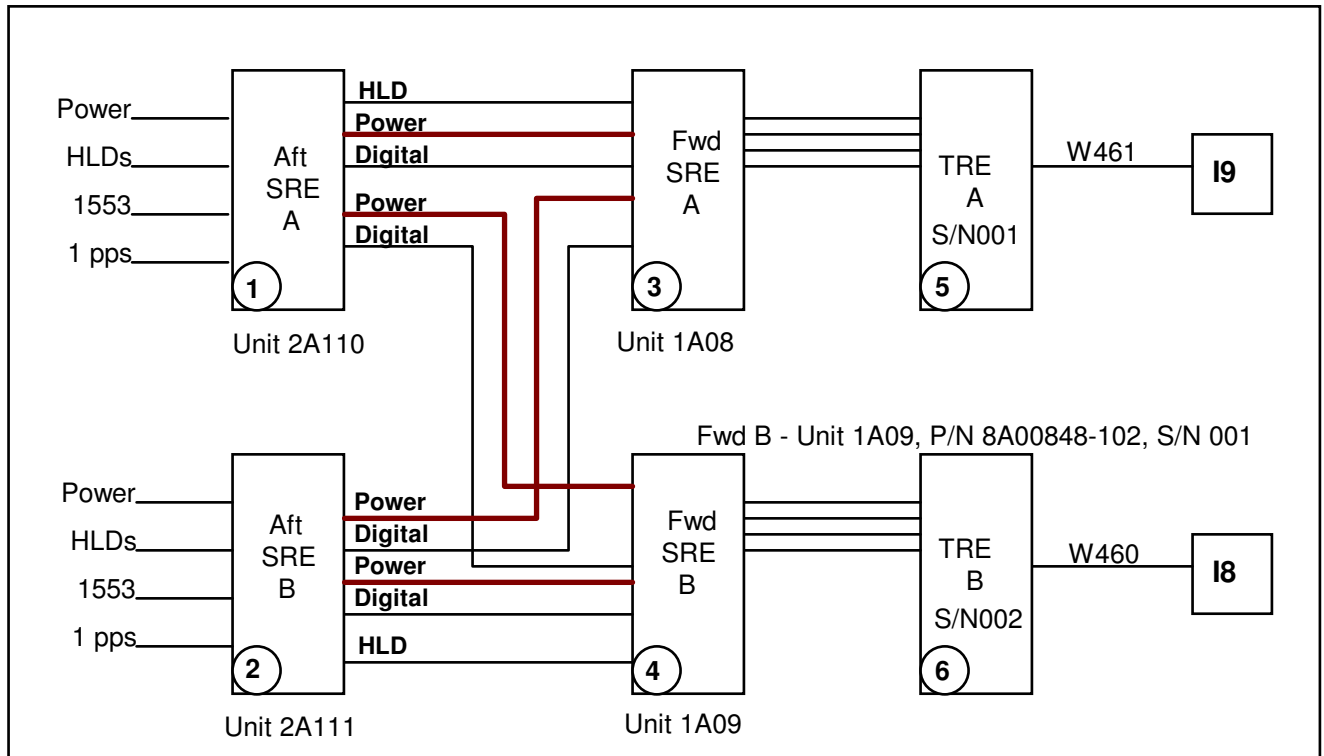 HLD
Power
Power
Fwd
SRE
A
HLDs
Aft
SRE
A
Digital
TRE
A
S/N001
W461
I9
1553
Power
1 pps
Digital
1
3
5
Unit 2A110
Unit 1A08
Fwd B - Unit 1A09, P/N 8A00848-102, S/N 001
Power
Power
Aft
SRE
B
Fwd
SRE
B
HLDs
Digital
TRE
B
S/N002
W460
I8
Power
1553
Digital
1 pps
HLD
2
4
6
Unit 2A111
Unit 1A09